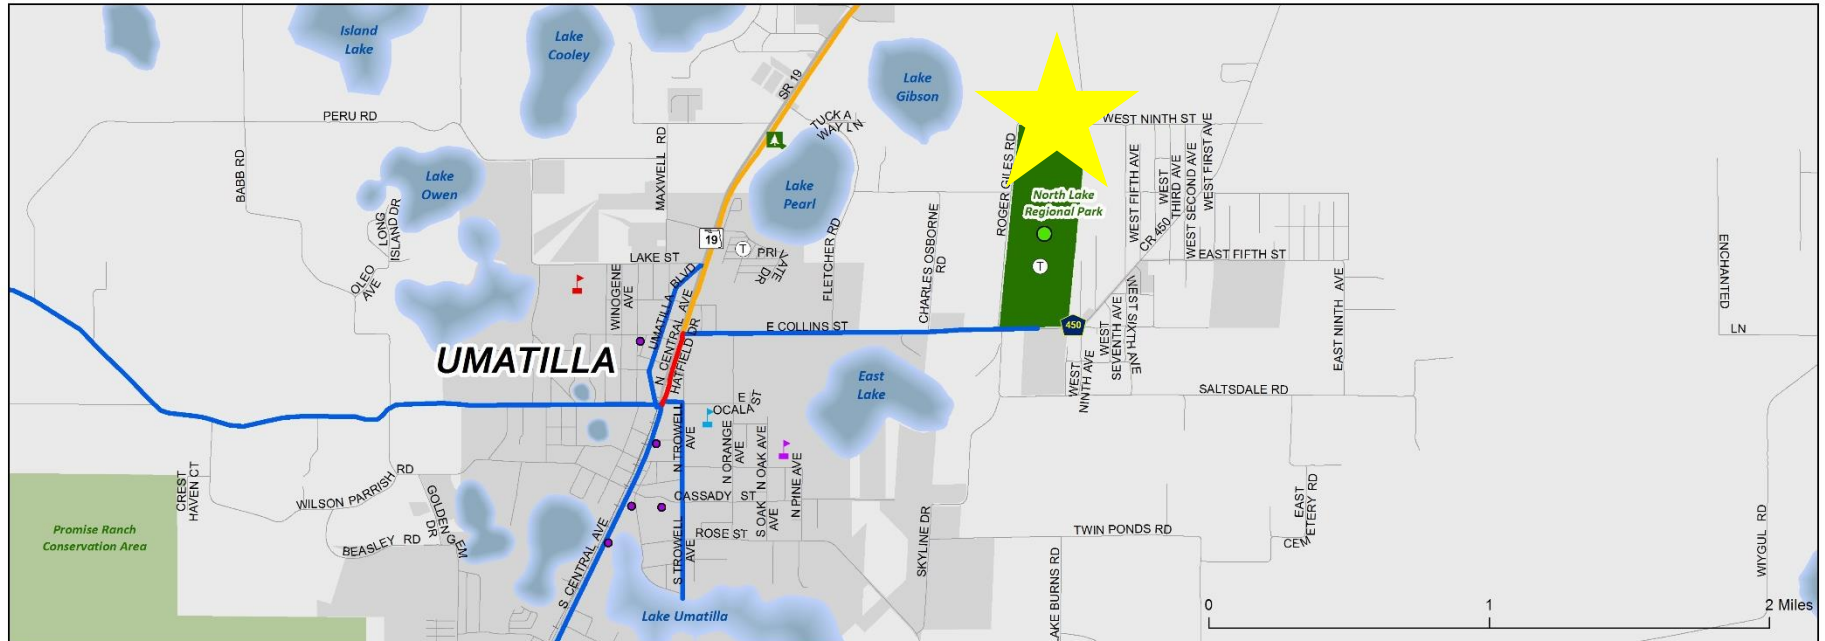 Island
Lake
Lake
Cooley
SR 19
Lake
Gibson
PERU RD
TUCK A
WAY LN
WEST NINTH ST
BABB RD
MAXWELL RD
ROGER GILES RD
WEST FIFTH AVE
WEST
THIRD AVE
WEST SECOND AVE
WEST FIRST AVE
Lake
Owen
Lake
Pearl
North Lake
Regional Park
LONG
ISLAND DR
19
T
PRIVATE
DR
FLETCHER RD
CHARLES OSBORNE
RD
T
CR 450
EAST FIFTH ST
LAKE ST
OLEO
AVE
WINOGENE
AVE
UMATILLA BLVD
N CENTRAL AVE
HATFIELD DR
E COLLINS ST
450
WEST SIXTH AVE
WEST
SEVENTH AVE
WEST
NINTH AVE
EAST NINTH AVE
ENCHANTED
LN
UMATILLA
East
Lake
SALTSDALE RD
E
OCALA ST
N TROWELL
AVE
N ORANGE
AVE
N OAK AVE
N PINE AVE
CREST
HAVEN CT
WILSON PARRISH RD
GOLDEN GEM
DR
BEASLEY RD
CASSADY ST
S OAK
AVE
ROSE ST
S TROWELL
AVE
S CENTRAL AVE
SKYLINE DR
TWIN PONDS RD
EAST
CEMETERY RD
WIYGUL RD
Promise Ranch
Conservation Area
Lake Umatilla
AKE BURNS RD
0
1
2 Miles